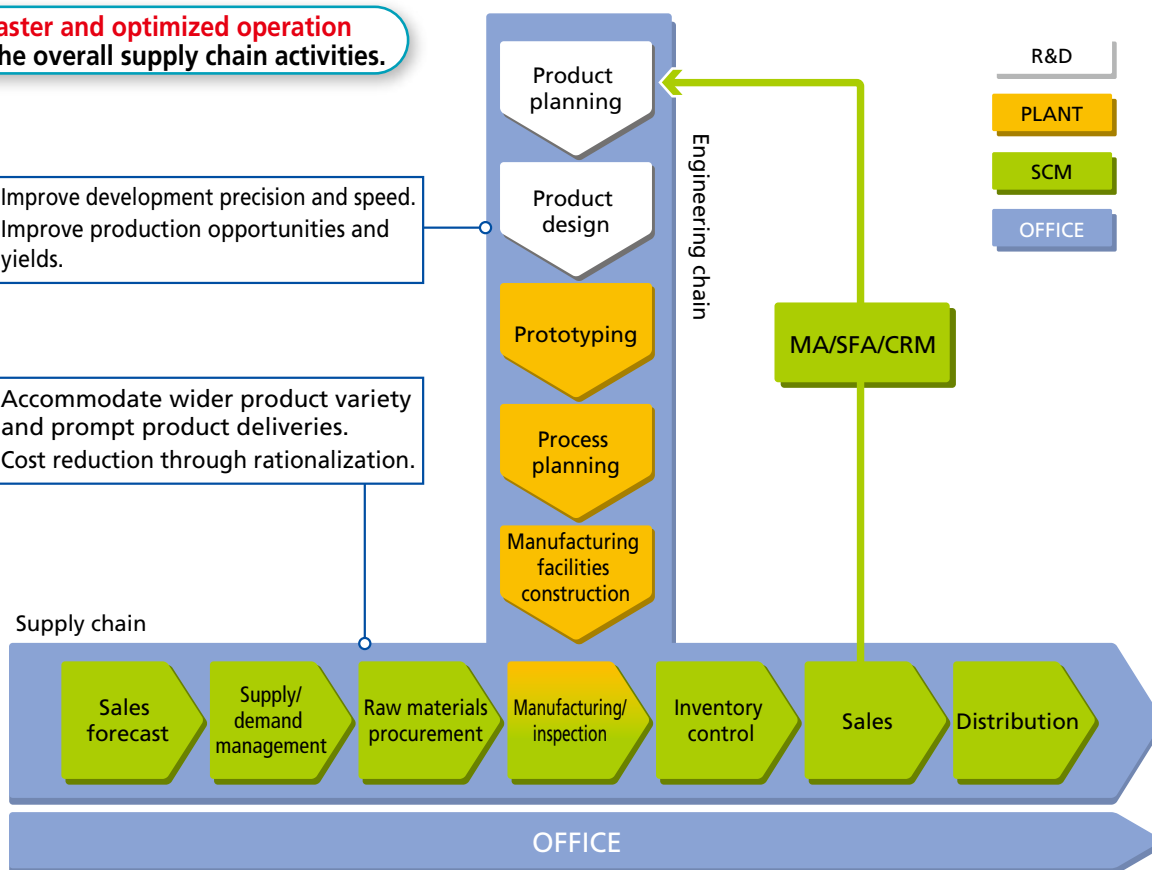 aster and optimized operation
he overall supply chain activities.
Improve development precision and speed.
Improve production opportunities and
yields.
Accommodate wider product variety
and prompt product deliveries.
Cost reduction through rationalization.
Product
planning
Product
design
Prototyping
Process
planning
Manufacturing
facilities
construction
Engineering chain
R&D
PLANT
SCM
OFFICE
MA/SFA/CRM
Supply chain
Sales
forecast
Supply/
demand
management
Raw materials
procurement
Manufacturing/
inspection
Inventory
control
Sales
Distribution
OFFICE